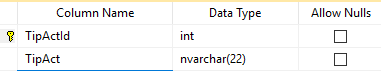 Column Name Data Type Allow Nulls
TipActId int
TipAct nvarchar(22)